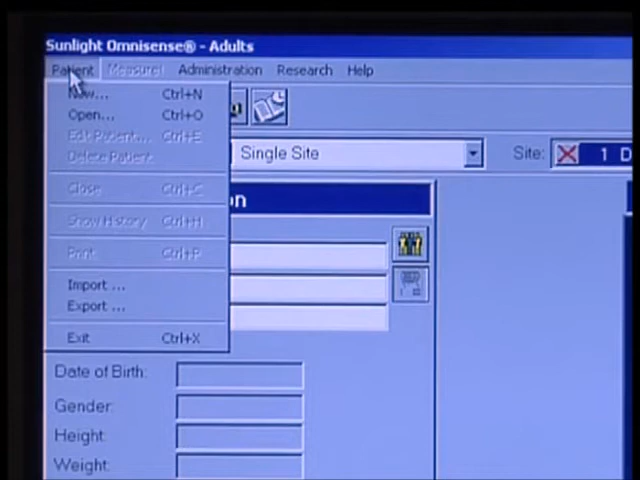 Sunlight Omnisense® - Adults
Patient Measure! Administration Research Help
New... Ctrl+N
Open... Ctrl+O
Edit Patient... Ctrl+E
Delete Patient
Single Site
Site: 1 D
Close Ctrl+C
on
Show History Ctrl+H
Print Ctrl+P
Import ...
Export ...
Exit Ctrl+X
Date of Birth:
Gender:
Height:
Weight: